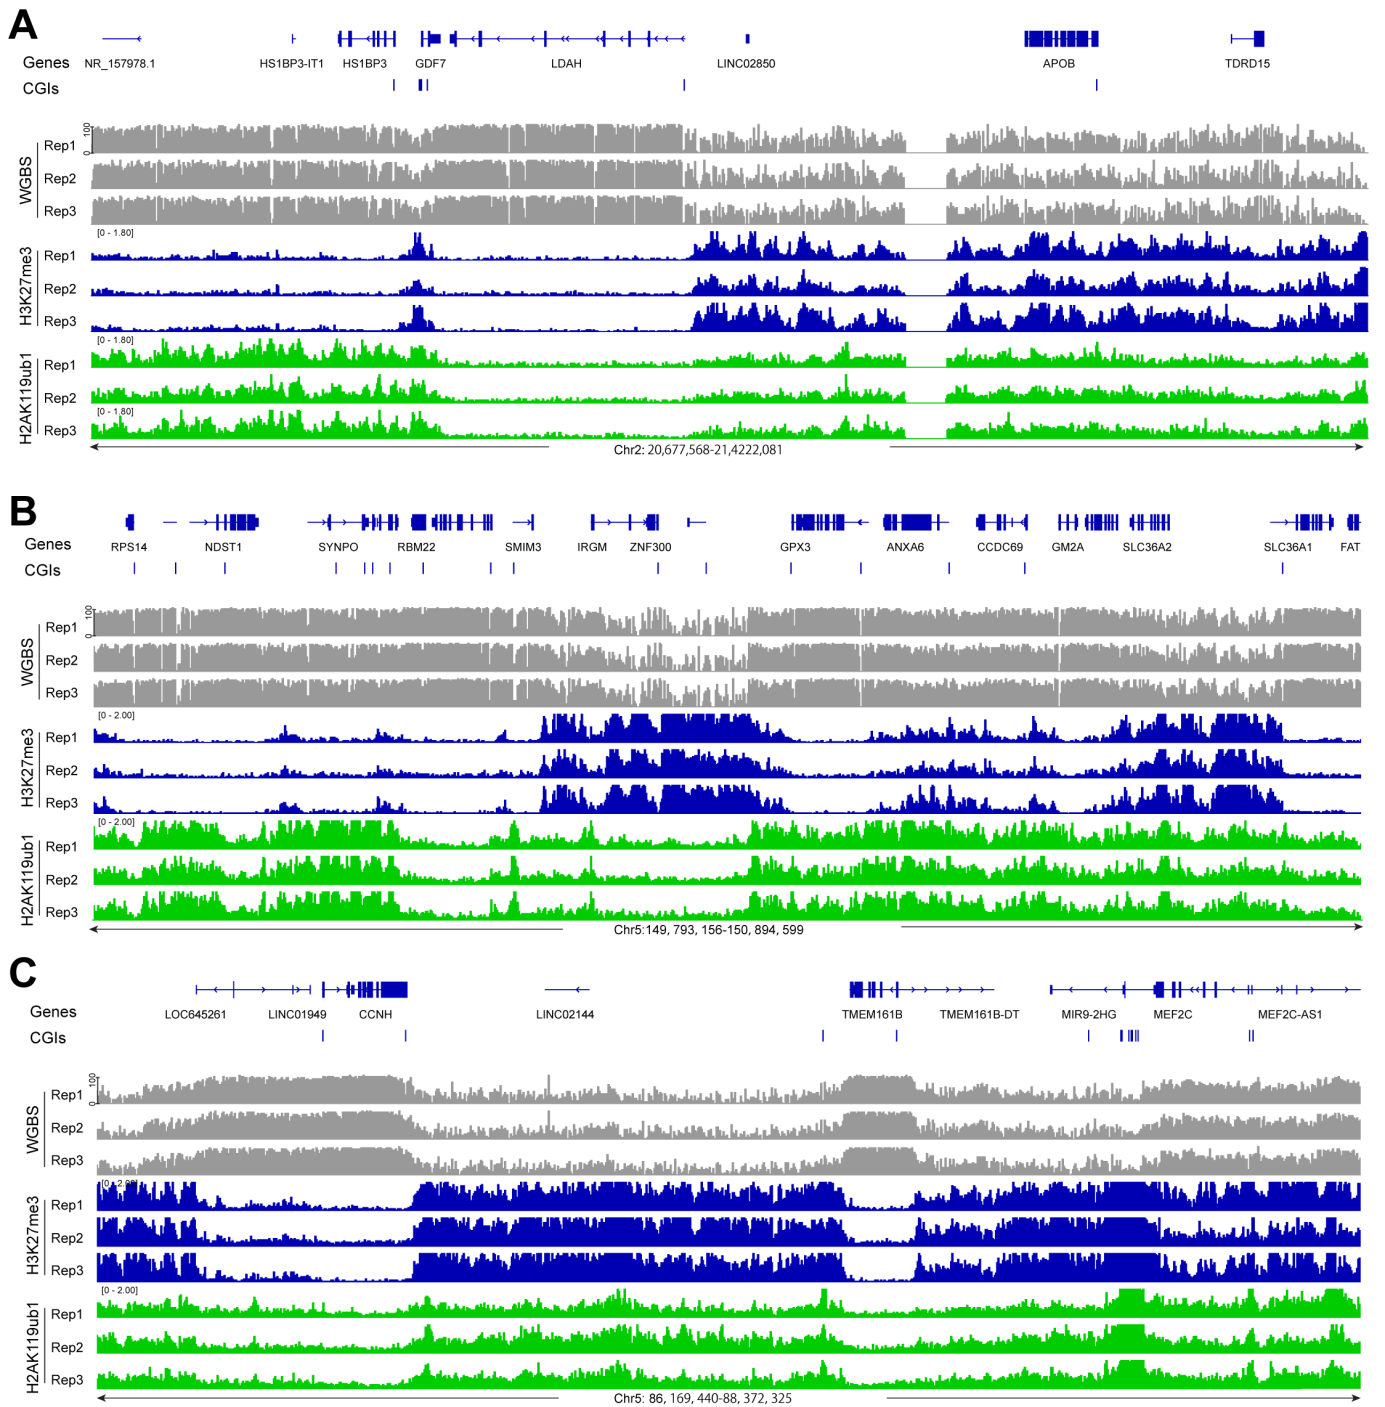 A
Genes
NR_157978.1 HS1BP3-IT1 HS1BP3 GDF7 LDAH LINC02850 APOB TDRD15
CGIs
100
0
WGBS
Rep1
Rep2
Rep3
[0 - 1.80]
H3K27me3
Rep1
Rep2
Rep3
[0 - 1.80]
H2AK119ub1
Rep1
Rep2
[0 - 1.80]
Rep3
Chr2: 20,677,568-21,4222,081
B
Genes
RPS14 NDST1 SYNPO RBM22 SMIM3 IRGM ZNF300 GPX3 ANXA6 CCDC69 GM2A SLC36A2 SLC36A1 FAT
CGIs
100
0
WGBS
Rep1
Rep2
Rep3
[0 - 2.00]
H3K27me3
Rep1
Rep2
Rep3
[0 - 2.00]
H2AK119ub1
Rep1
Rep2
Rep3
Chr5:149, 793, 156-150, 894, 599
C
Genes
LOC645261 LINC01949 CCNH LINC02144 TMEM161B TMEM161B-DT MIR9-2HG MEF2C MEF2C-AS1
CGIs
100
0
WGBS
Rep1
Rep2
Rep3
[0 - 2.00]
H3K27me3
Rep1
Rep2
Rep3
[0 - 2.00]
H2AK119ub1
Rep1
Rep2
Rep3
Chr5: 86, 169, 440-88, 372, 325